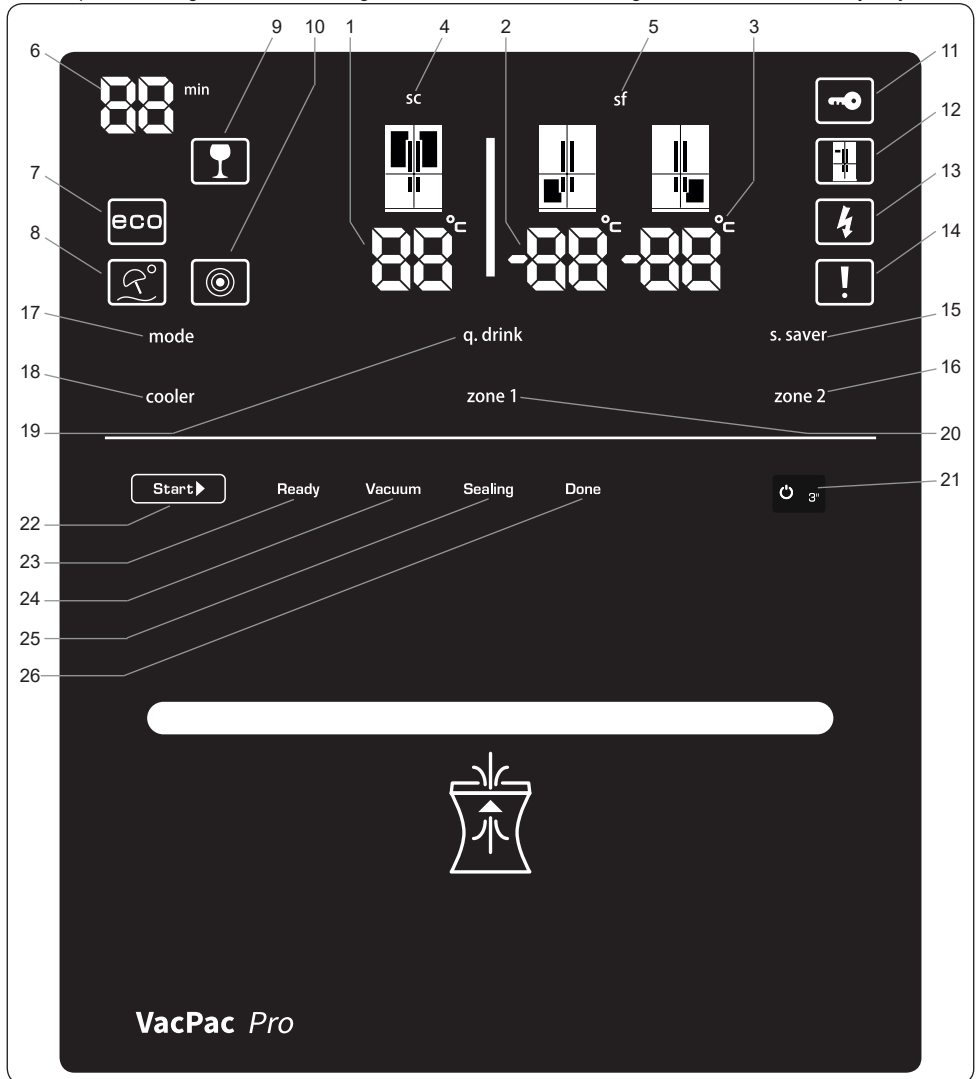 9 10 1 4 2 5 3
6 88 min sc sf 11
12
7 eco 88 °c -88 °c -88 °c 13
8 ! 14
17 mode q. drink s. saver 15
18 cooler zone 1 zone 2 16
19 20
Start Ready Vacuum Sealing Done 3" 21
22
23
24
25
26
VacPac Pro